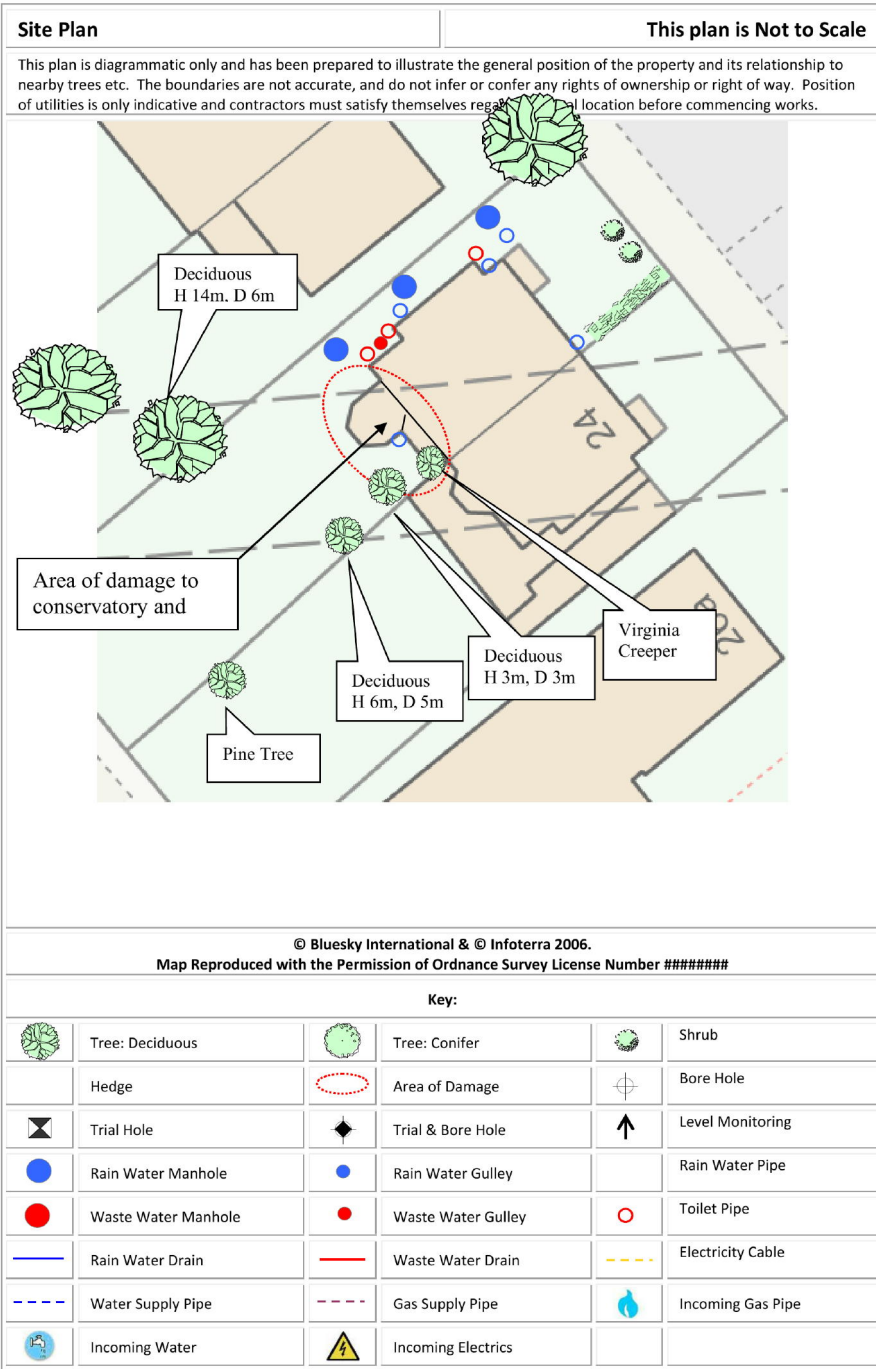 Site Plan
This plan is Not to Scale
This plan is diagrammatic only and has been prepared to illustrate the general position of the property and its relationship to
nearby trees etc.  The boundaries are not accurate, and do not infer or confer any rights of ownership or right of way.  Position
of utilities is only indicative and contractors must satisfy themselves location before commencing works.
Deciduous
H 14m. D 6m
24
Area of damage to
conservatory and
20a
Virginia
Creeper
Deciduous
H 3m, D 3m
Deciduous
H 6m, D 5m
Pine Tree
© Bluesky International & © Infoterra 2006.
Map Reproduced with the Permission of Ordnance Survey License Number ########
Key:
Tree: Deciduous
Tree: Conifer
Shrub
Hedge
Area of Damage
Bore Hole
Trial Hole
Trial & Bore Hole
Level Monitoring
Rain Water Manhole
Rain Water Gulley
Rain Water Pipe
Waste Water Manhole
Waste Water Gulley
Toilet Pipe
Rain Water Drain
Waste Water Drain
Electricity Cable
Water Supply Pipe
Gas Supply Pipe
Incoming Gas Pipe
Incoming Water
Incoming Electrics